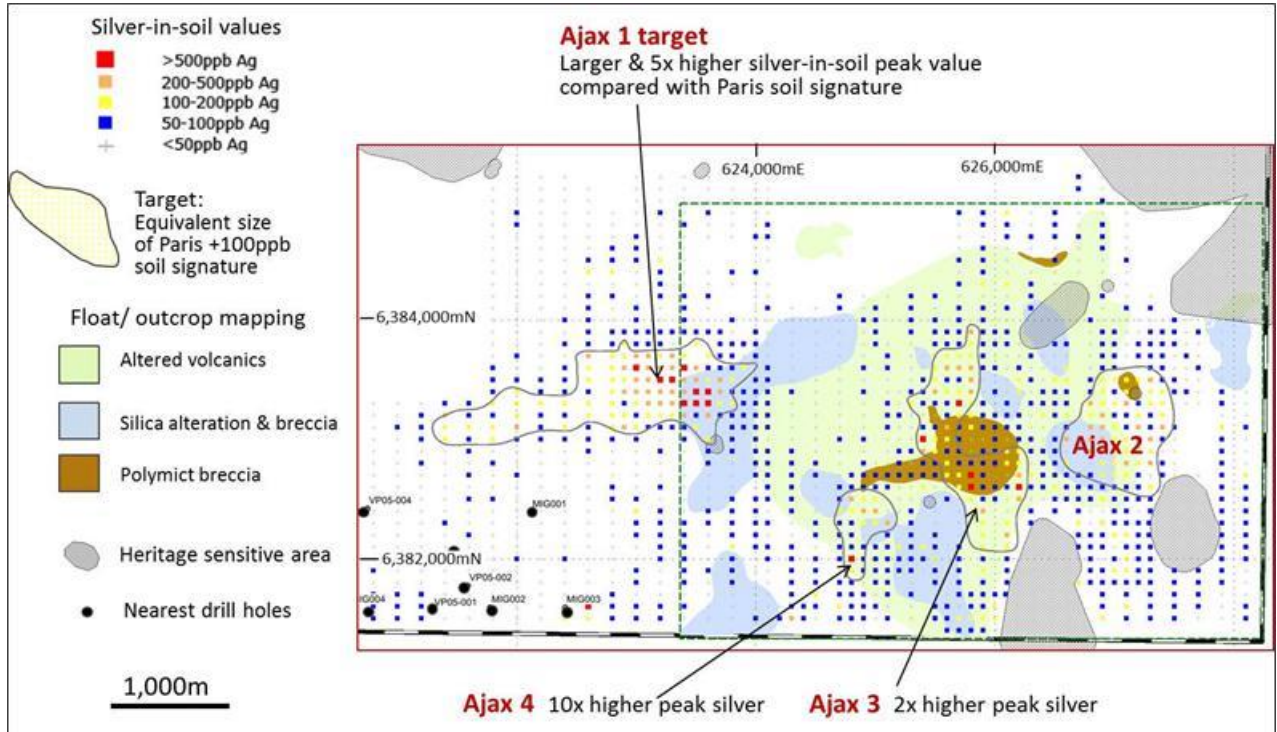 Silver-in-soil values
>500ppb Ag
200-500ppb Ag
100-200ppb Ag
50-100ppb Ag
<50ppb Ag
Target:
Equivalent size
of Paris +100ppb
soil signature
Float/ outcrop mapping
Altered volcanics
Silica alteration & breccia
Polymict breccia
Heritage sensitive area
Nearest drill holes
1,000m
Ajax 1 target
Larger & 5x higher silver-in-soil peak value
compared with Paris soil signature
624,000mE
626,000mE
6,384,000mN
Ajax 2
VP05-004
MIG001
6,382,000mN
VP05-002
IG004
VP05-001
MIG002
MIG003
Ajax 4 10x higher peak silver
Ajax 3 2x higher peak silver